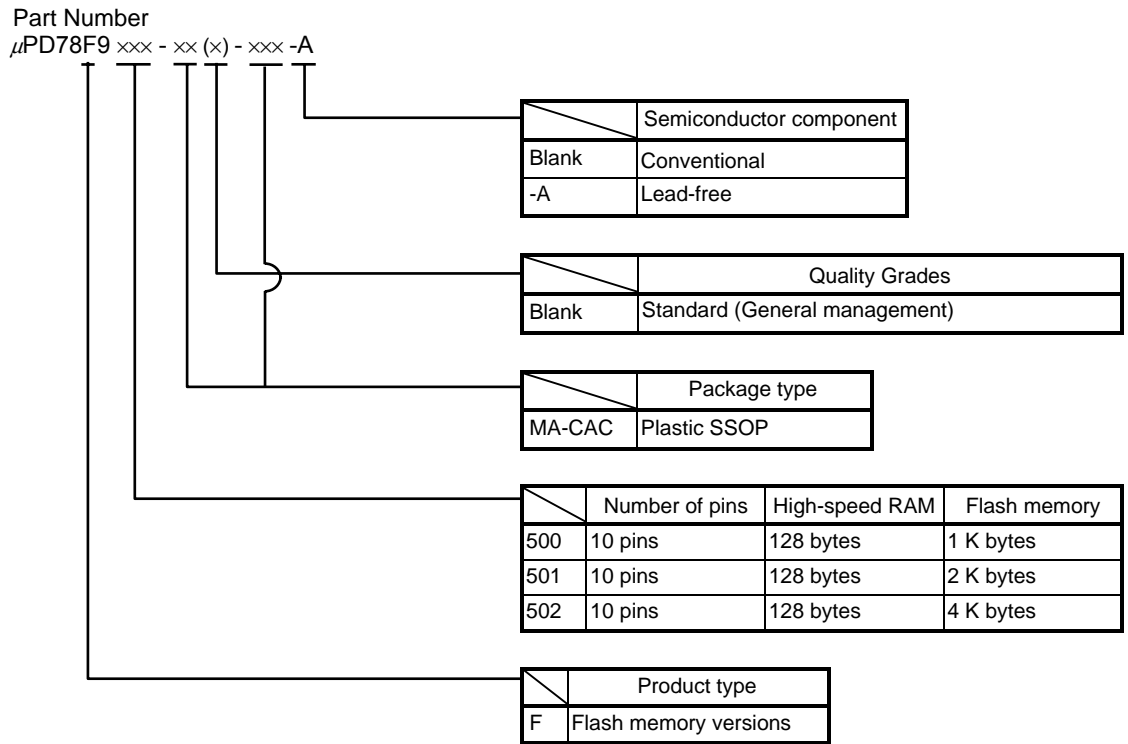 Part Number
μPD78F9 ××× - ×× (×) - ××× -A
Semiconductor component
Blank Conventional
-A Lead-free
Quality Grades
Blank Standard (General management)
Package type
MA-CAC Plastic SSOP
Number of pins High-speed RAM Flash memory
500 10 pins 128 bytes 1 K bytes
501 10 pins 128 bytes 2 K bytes
502 10 pins 128 bytes 4 K bytes
Product type
F Flash memory versions